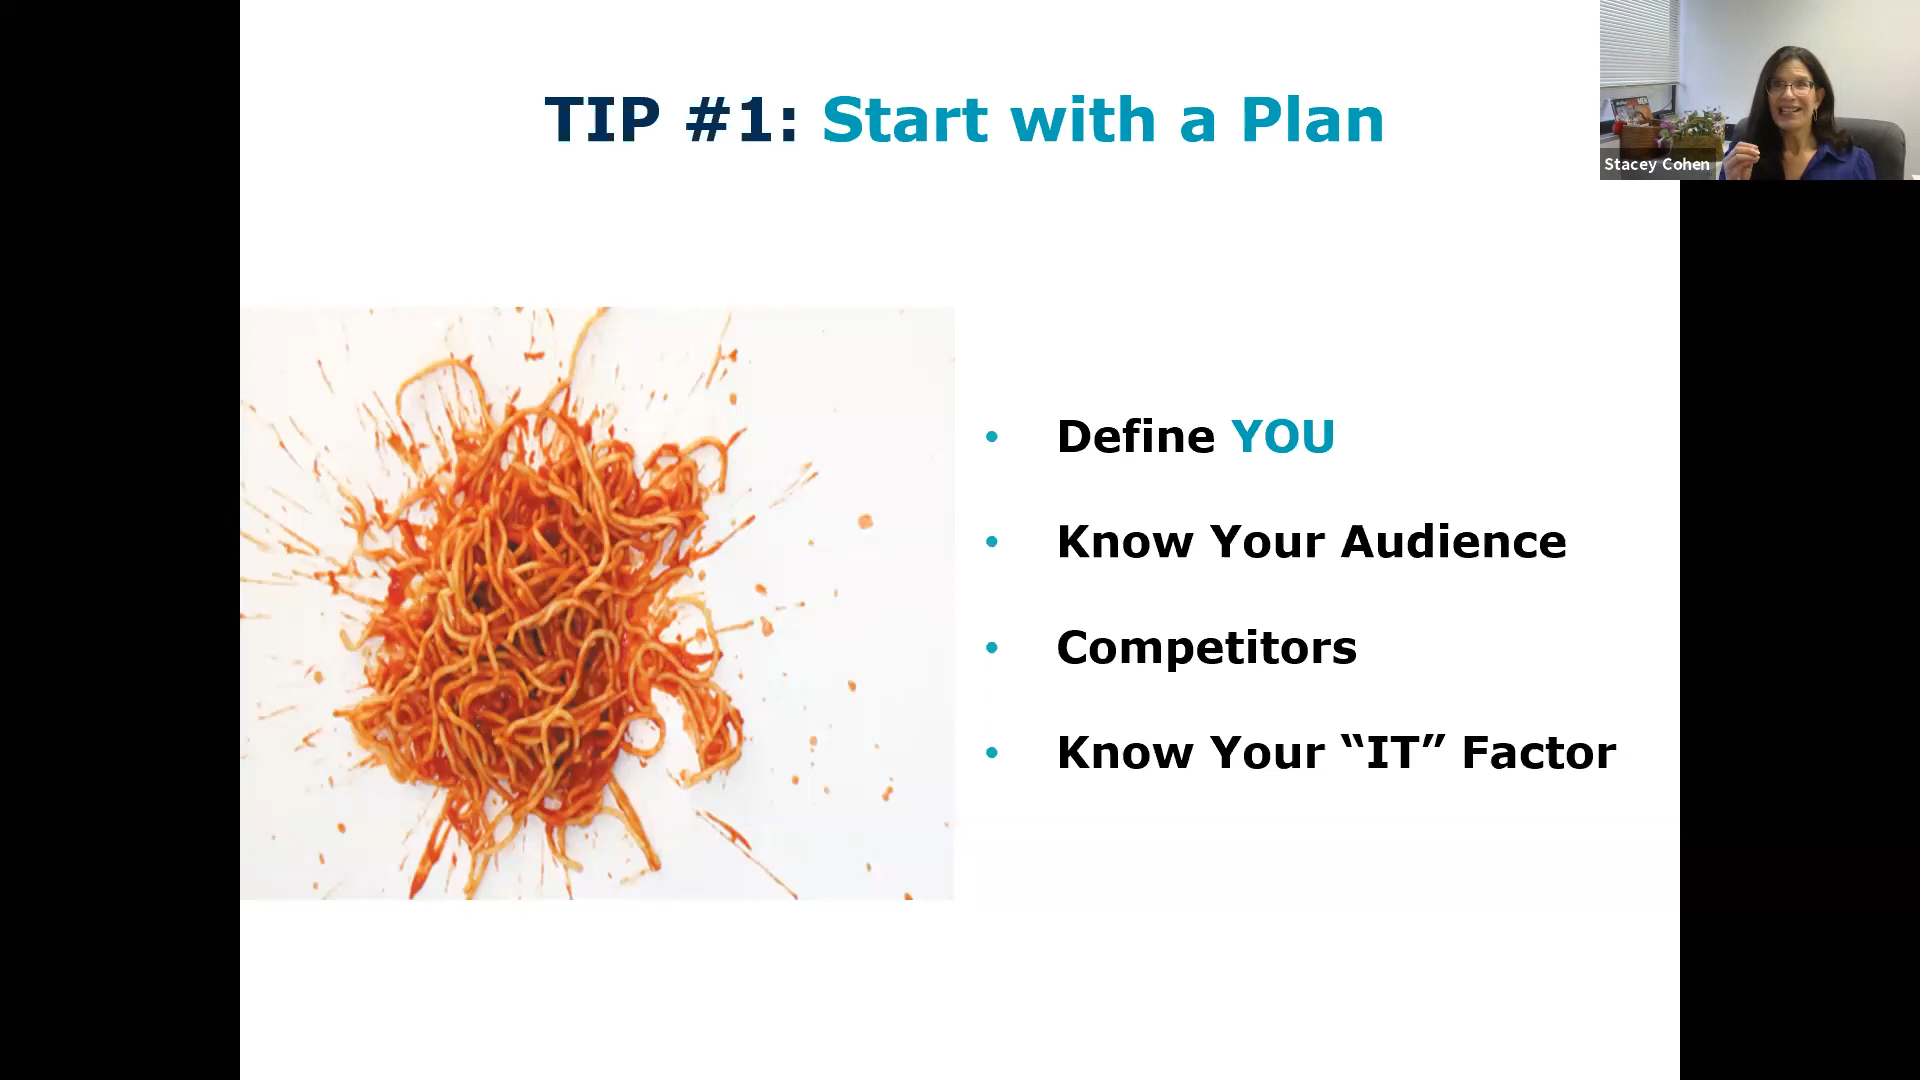 TIP #1: Start with a Plan
Stacey Cohen
• Define YOU
• Know Your Audience
• Competitors
• Know Your “IT” Factor